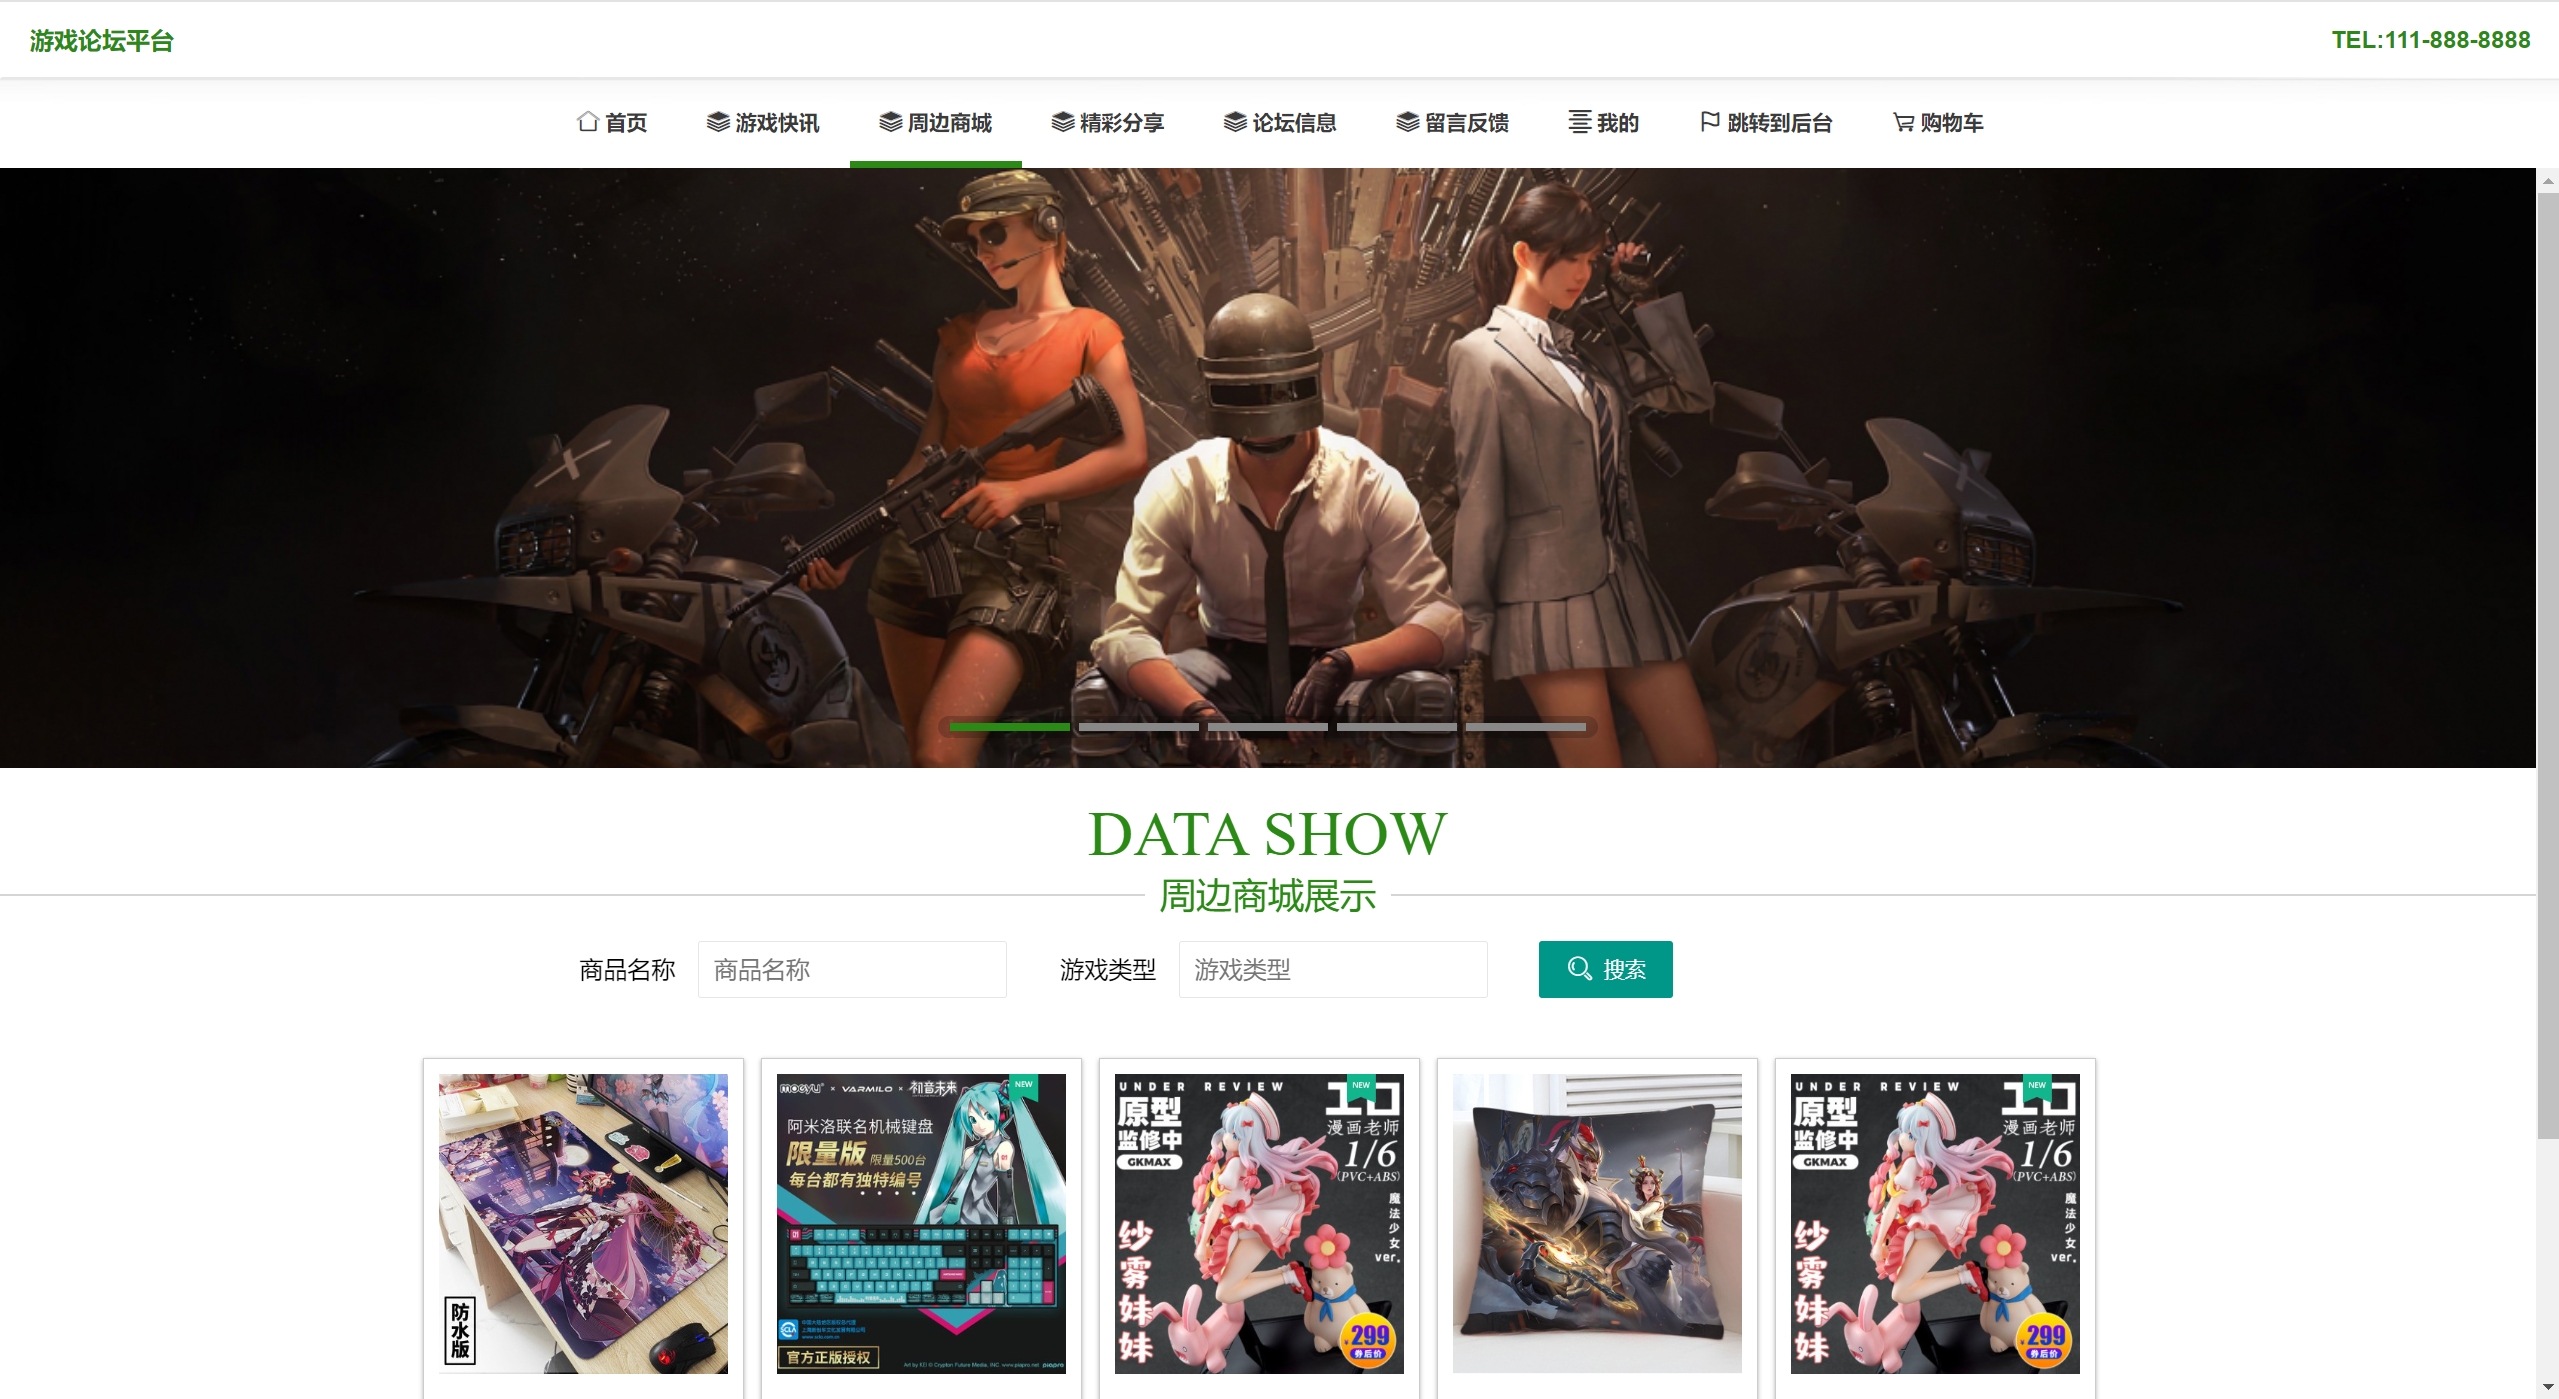 游戏论坛平台
TEL:111-888-8888
首页
游戏快讯
周边商城
精彩分享
论坛信息
留言反馈
我的
跳转到后台
购物车
DATA SHOW
周边商城展示
商品名称
商品名称
游戏类型
游戏类型
搜索
防水版
moeyu × VARMILO × 初音未来
NEW
阿米洛联名机械键盘
限量版 限量500台
每台都有独特编号
官方正版授权
UNDER REVIEW
NEW
原型
监修中
GKMAX
漫画老师
1/6
(PVC+ABS)
魔法少女
ver.
纱雾妹妹
299
券后价
UNDER REVIEW
NEW
原型
监修中
GKMAX
漫画老师
1/6
(PVC+ABS)
魔法少女
ver.
纱雾妹妹
299
券后价